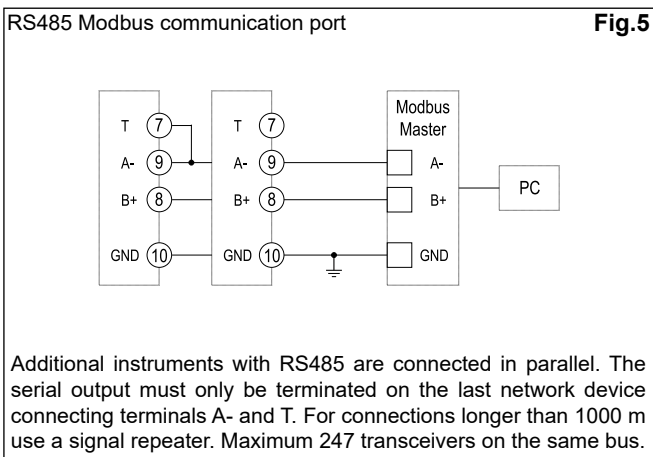 RS485 Modbus communication port
Fig.5
Modbus
Master
T 7 T 7
A- 9 A- 9 A-
B+ 8 B+ 8 B+
PC
GND 10 GND 10 GND
Additional instruments with RS485 are connected in parallel. The
serial output must only be terminated on the last network device
connecting terminals A- and T. For connections longer than 1000 m
use a signal repeater. Maximum 247 transceivers on the same bus.